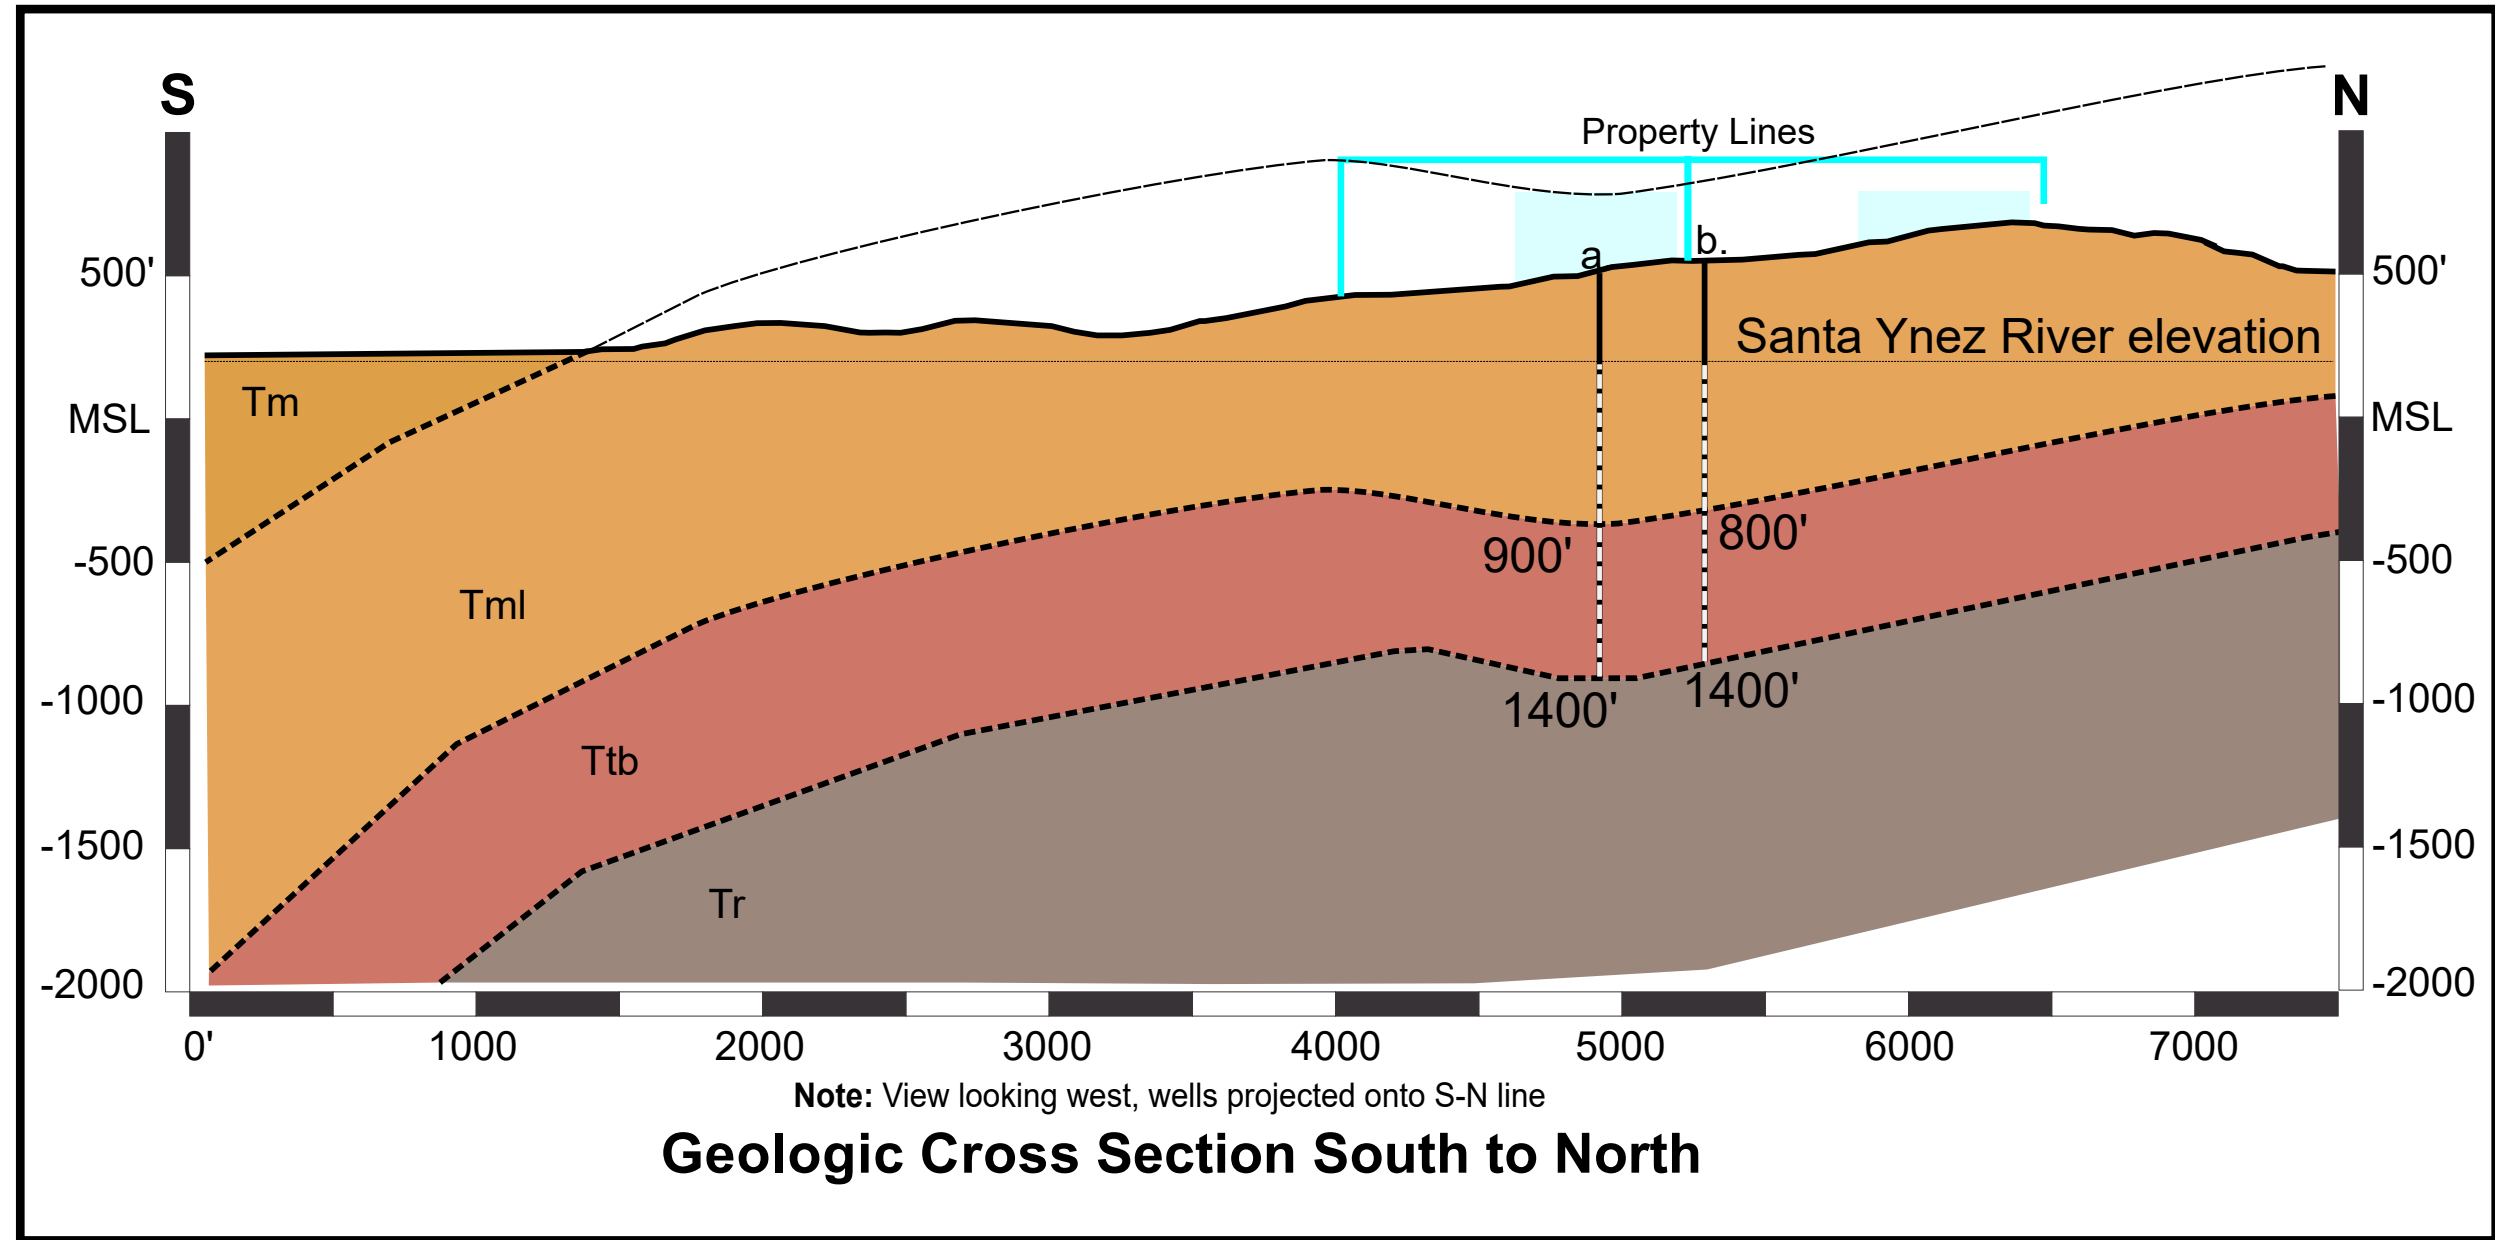 S
N
Property Lines
a
b.
500'
500'
Santa Ynez River elevation
Tm
MSL
MSL
900'
800'
-500
-500
Tml
1400'
1400'
-1000
-1000
Ttb
-1500
-1500
Tr
-2000
-2000
0'
1000
2000
3000
4000
5000
6000
7000
Note: View looking west, wells projected onto S-N line
Geologic Cross Section South to North